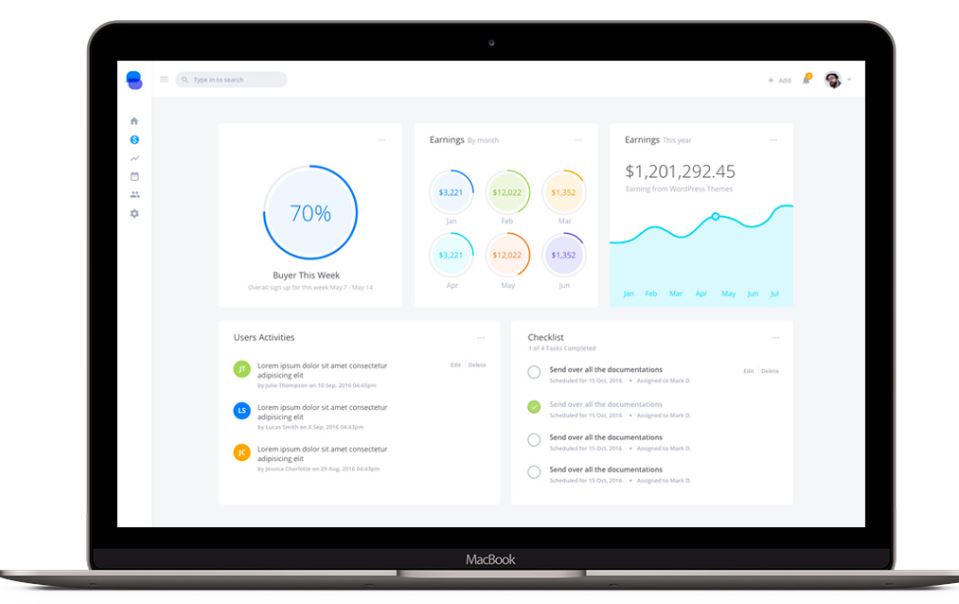 Type in to search
+ Add
70%
Buyer This Week
Overall sign up for this week May 7 - May 14
Earnings By month
$3,221
$12,022
$1,352
Jan
Feb
Mar
$3,221
$12,022
$1,352
Apr
May
Jun
Earnings This year
$1,201,292.45
Earning from WordPress Themes
Jan Feb Mar Apr May Jun Jul
Users Activities
JT
Lorem ipsum dolor sit amet consectetur
adipisicing elit
by Julie Thompson on 10 Sep, 2016 04:45pm
Edit Delete
LS
Lorem ipsum dolor sit amet consectetur
adipisicing elit
by Lucas Smith on 8 Sep, 2016 04:43pm
JC
Lorem ipsum dolor sit amet consectetur
adipisicing elit
by Jessica Charlotte on 29 Aug, 2016 04:43pm
Checklist
1 of 4 Tasks Completed
Send over all the documentations
Scheduled for 15 Oct, 2016 • Assigned to Mark D.
Edit Delete
Send over all the documentations
Scheduled for 15 Oct, 2016 • Assigned to Mark D.
Send over all the documentations
Scheduled for 15 Oct, 2016 • Assigned to Mark D.
Send over all the documentations
Scheduled for 15 Oct, 2016 • Assigned to Mark D.
MacBook